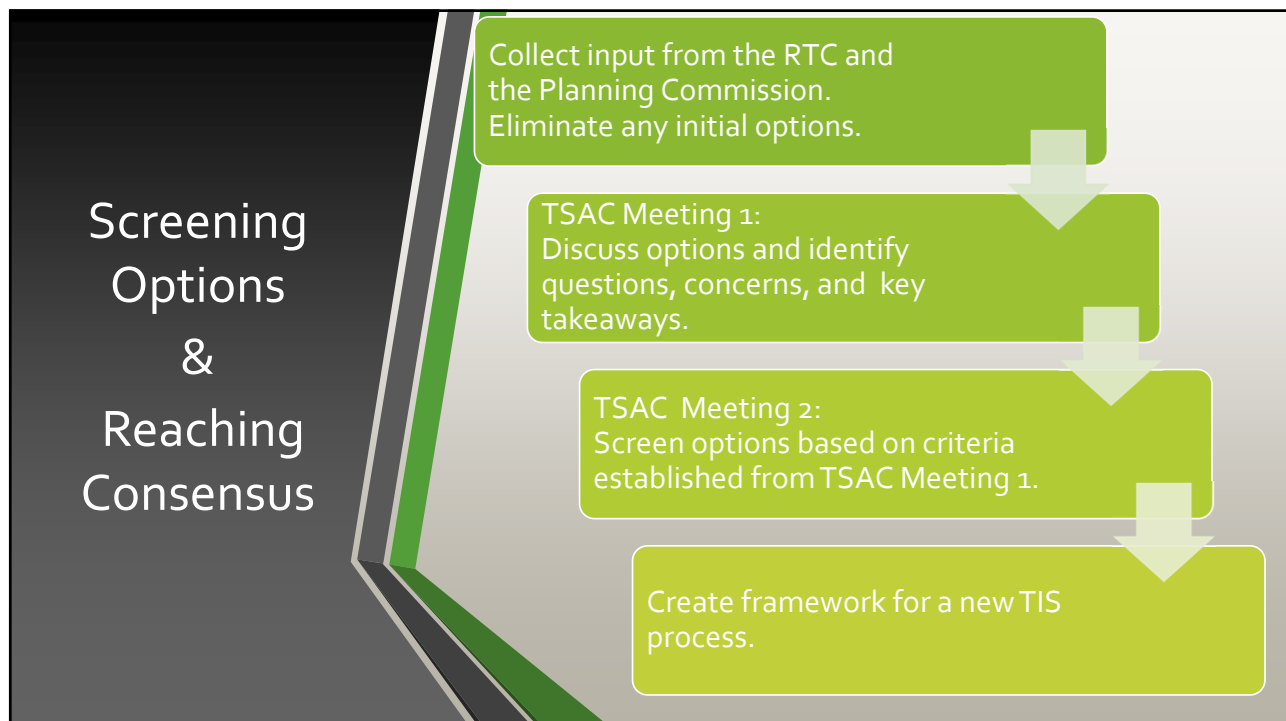 Screening
Options
&
Reaching
Consensus
Collect input from the RTC and
the Planning Commission.
Eliminate any initial options.
TSAC Meeting 1:
Discuss options and identify
questions, concerns, and key
takeaways.
TSAC Meeting 2:
Screen options based on criteria
established from TSAC Meeting 1.
Create framework for a new TIS
process.